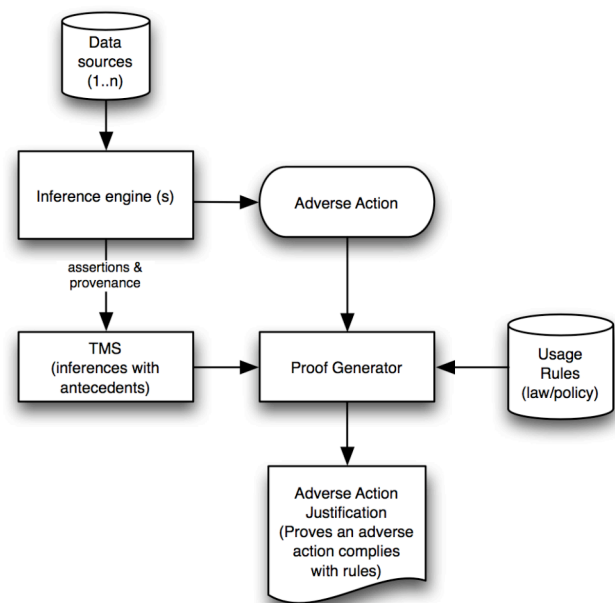 Data
sources
(1..n)
Inference engine (s)
Adverse Action
assertions &
provenance
TMS
(inferences with
antecedents)
Proof Generator
Usage
Rules
(law/policy)
Adverse Action
Justification
(Proves an adverse
action complies
with rules)